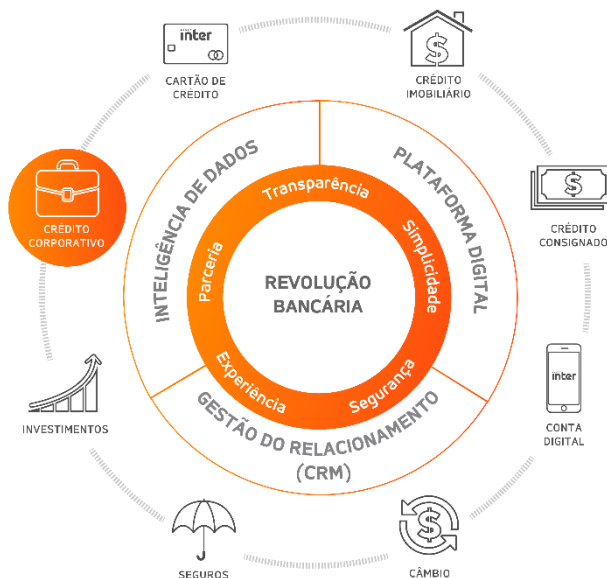 inter
CARTÃO DE
CRÉDITO
$
CRÉDITO
IMOBILIÁRIO
INTELIGÊNCIA DE DADOS
PLATAFORMA DIGITAL
Transparência
CRÉDITO
CORPORATIVO
$
CRÉDITO
CONSIGNADO
Parceria
Simplicidade
REVOLUÇÃO
BANCÁRIA
Experiência
Segurança
inter
CONTA
DIGITAL
INVESTIMENTOS
GESTÃO DO RELACIONAMENTO
(CRM)
SEGUROS
$
CÂMBIO